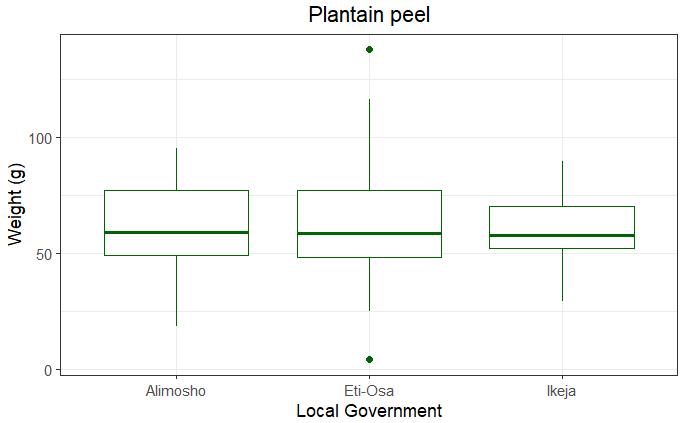 Plantain peel
Weight (g)
100
50
0
Alimosho Eti-Osa Ikeja
Local Government